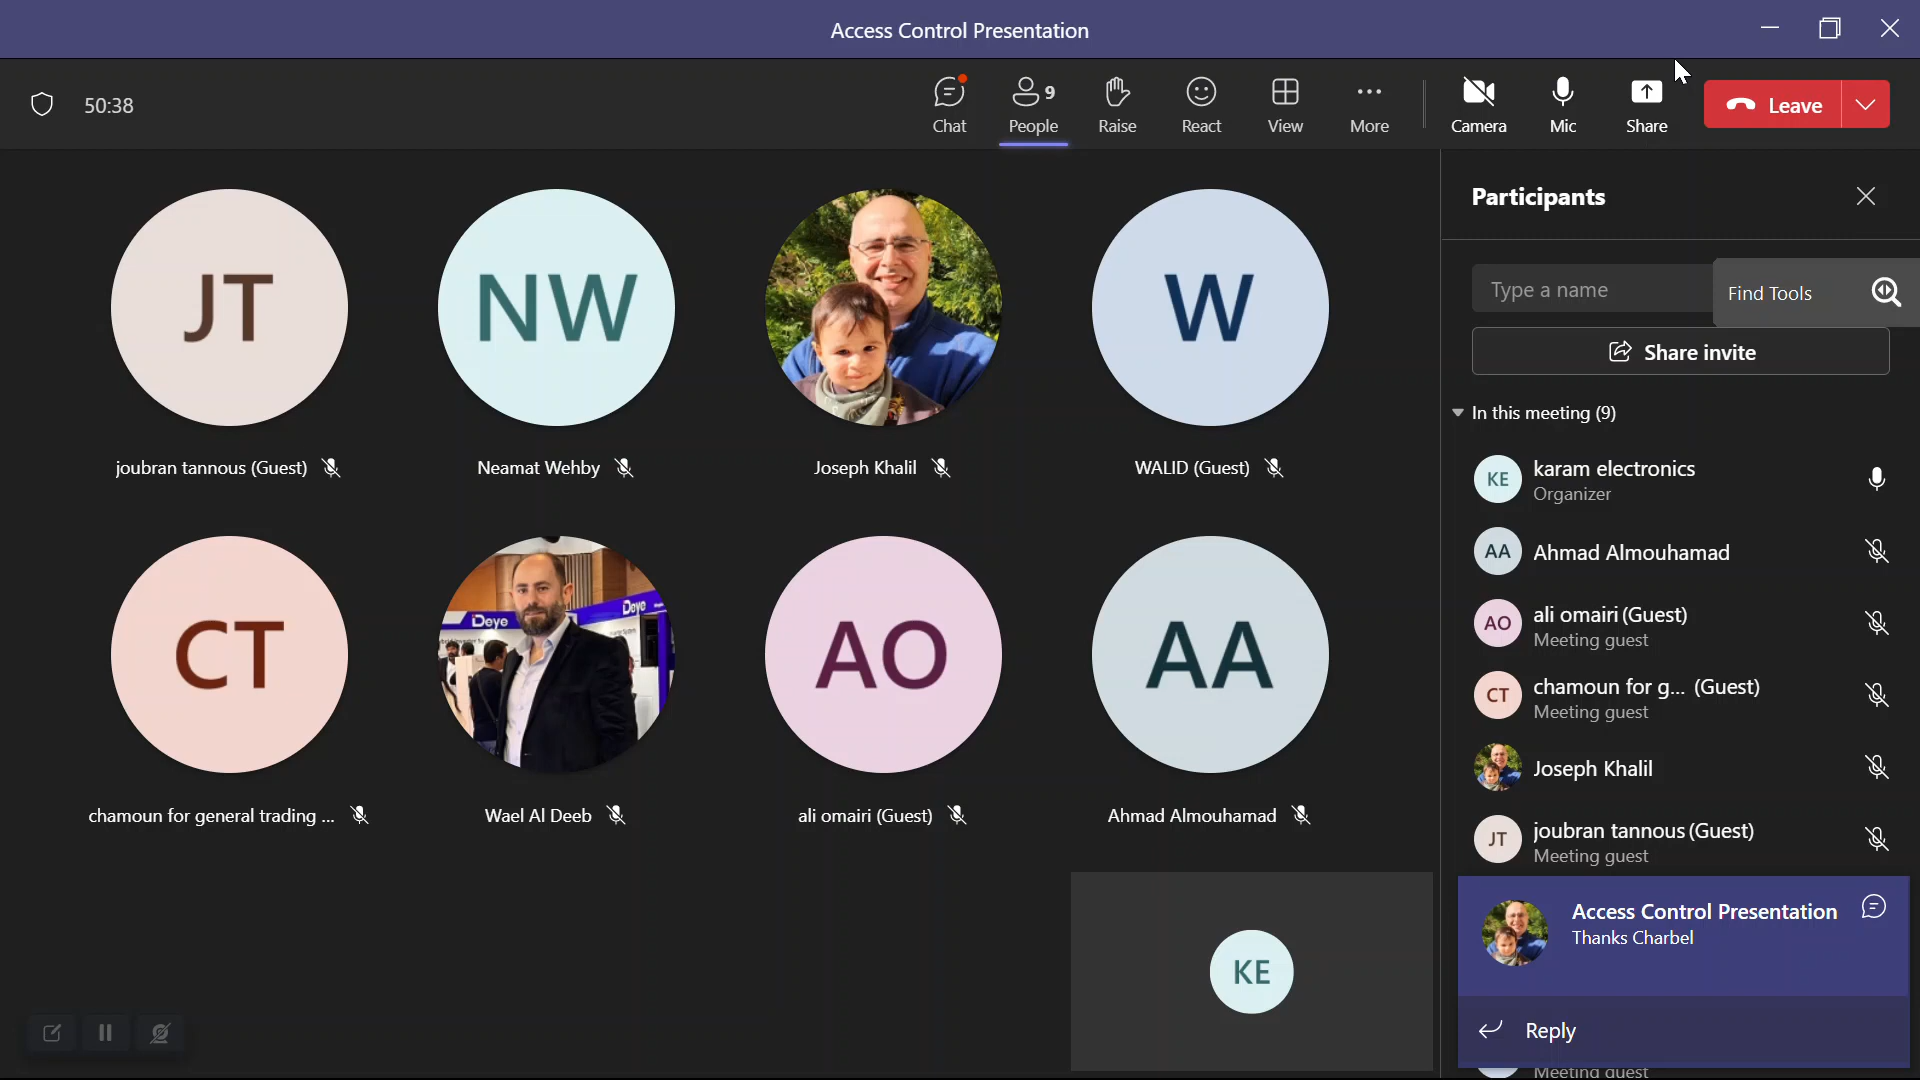 Access Control Presentation
50:38
Chat
People
9
Raise
React
View
More
Camera
Mic
Share
Leave
JT
NW
W
joubran tannous (Guest)
Neamat Wehby
Joseph Khalil
WALID (Guest)
CT
Deye
Deye
AO
AA
chamoun for general trading ...
Wael Al Deeb
ali omairi (Guest)
Ahmad Almouhamad
KE
Participants
Type a name
Find Tools
Share invite
In this meeting (9)
KE
karam electronics
Organizer
AA
Ahmad Almouhamad
AO
ali omairi (Guest)
Meeting guest
CT
chamoun for g... (Guest)
Meeting guest
Joseph Khalil
JT
joubran tannous (Guest)
Meeting guest
Access Control Presentation
Thanks Charbel
Reply
Meeting guest